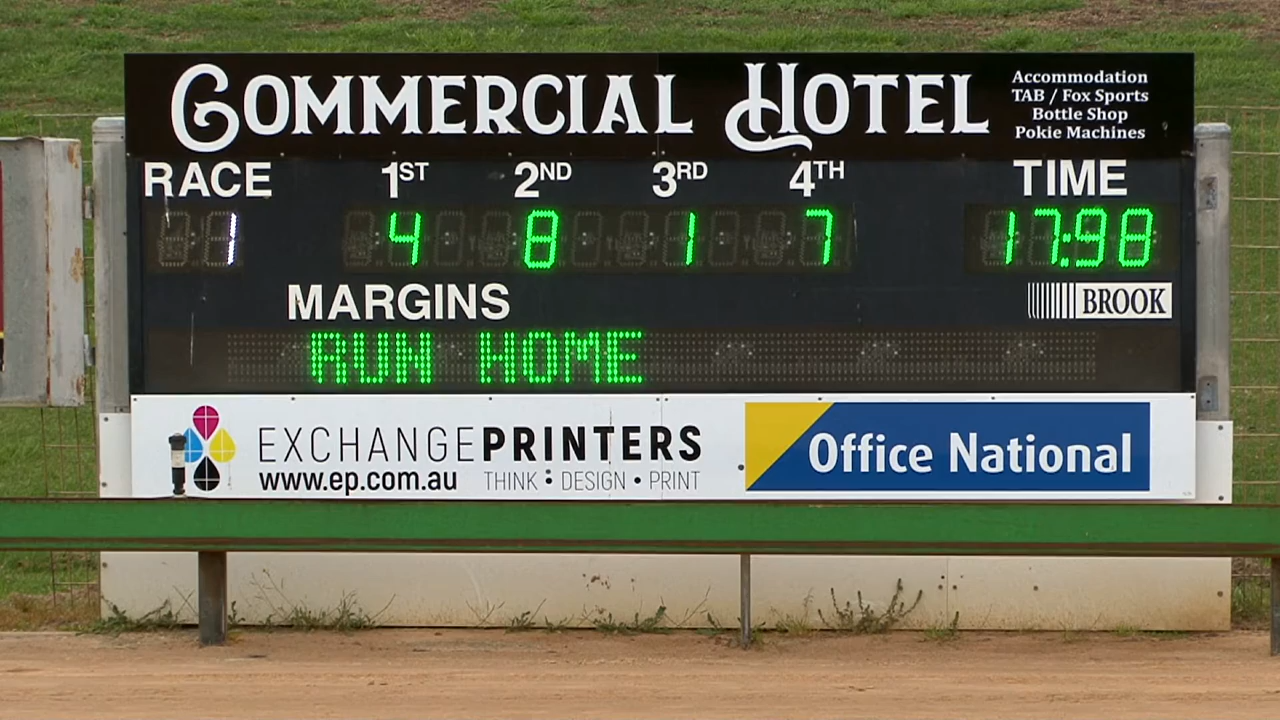 COMMERCIAL HOTEL
Accommodation
TAB / Fox Sports
Bottle Shop
Pokie Machines
RACE 1ST 2ND 3RD 4TH TIME
1 4 8 1 7 17:98
MARGINS
BROOK
RUN HOME
EXCHANGEPRINTERS
www.ep.com.au THINK : DESIGN • PRINT
Office National